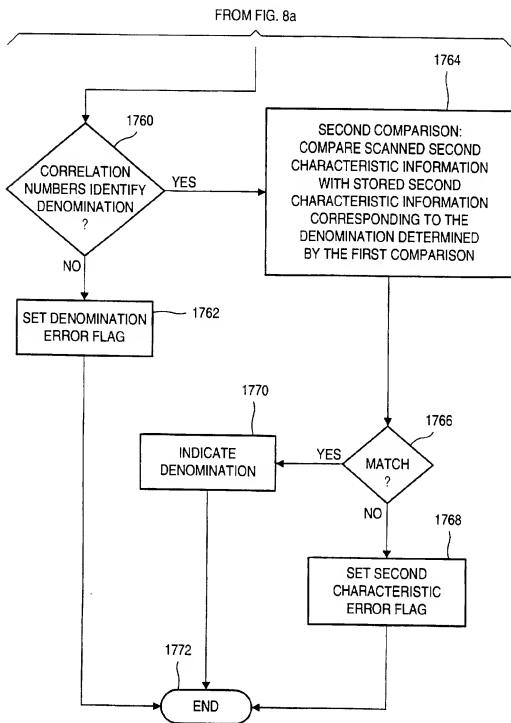 FROM FIG. 8a
1760
CORRELATION
NUMBERS IDENTIFY
DENOMINATION
?
YES
NO
1764
SECOND COMPARISON:
COMPARE SCANNED SECOND
CHARACTERISTIC INFORMATION
WITH STORED SECOND
CHARACTERISTIC INFORMATION
CORRESPONDING TO THE
DENOMINATION DETERMINED
BY THE FIRST COMPARISON
1762
SET DENOMINATION
ERROR FLAG
1770
INDICATE
DENOMINATION
1766
YES
MATCH
?
NO
1768
SET SECOND
CHARACTERISTIC
ERROR FLAG
1772
END